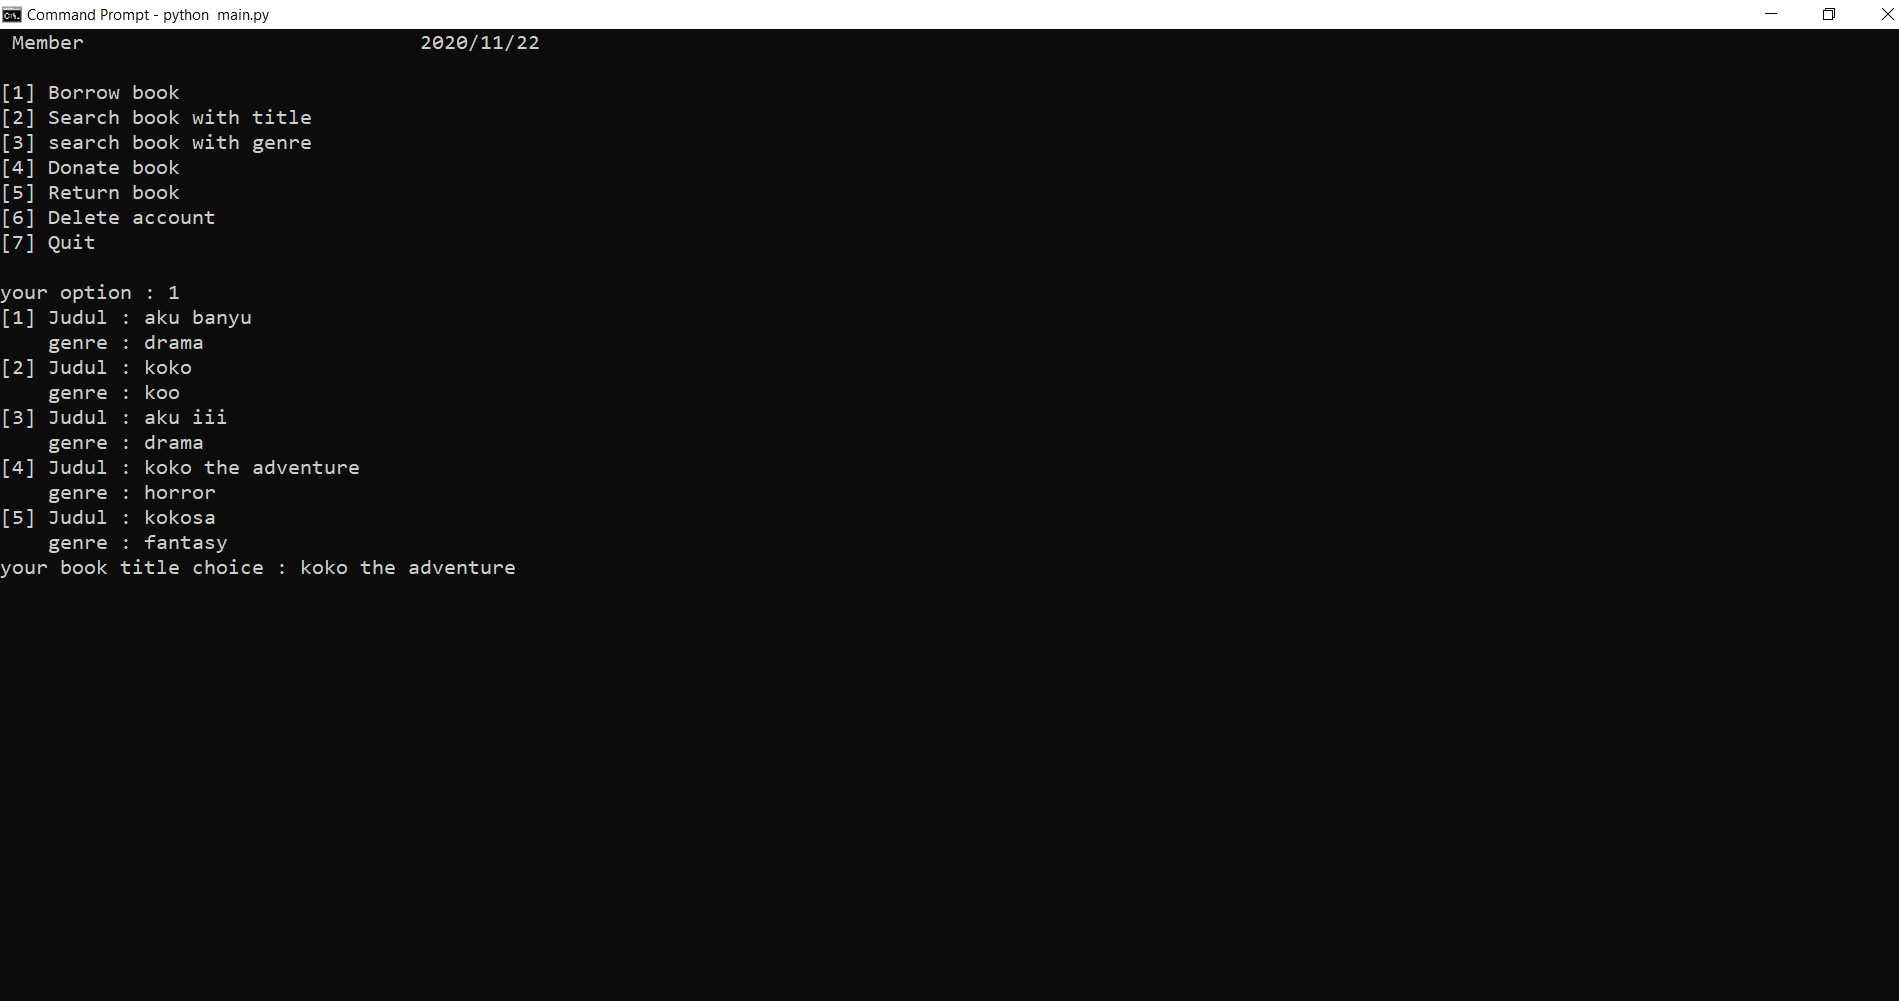 Command Prompt - python  main.py
Member                            2020/11/22
[1] Borrow book
[2] Search book with title
[3] search book with genre
[4] Donate book
[5] Return book
[6] Delete account
[7] Quit
your option : 1
[1] Judul : aku banyu
    genre : drama
[2] Judul : koko
    genre : koo
[3] Judul : aku iii
    genre : drama
[4] Judul : koko the adventure
    genre : horror
[5] Judul : kokosa
    genre : fantasy
your book title choice : koko the adventure